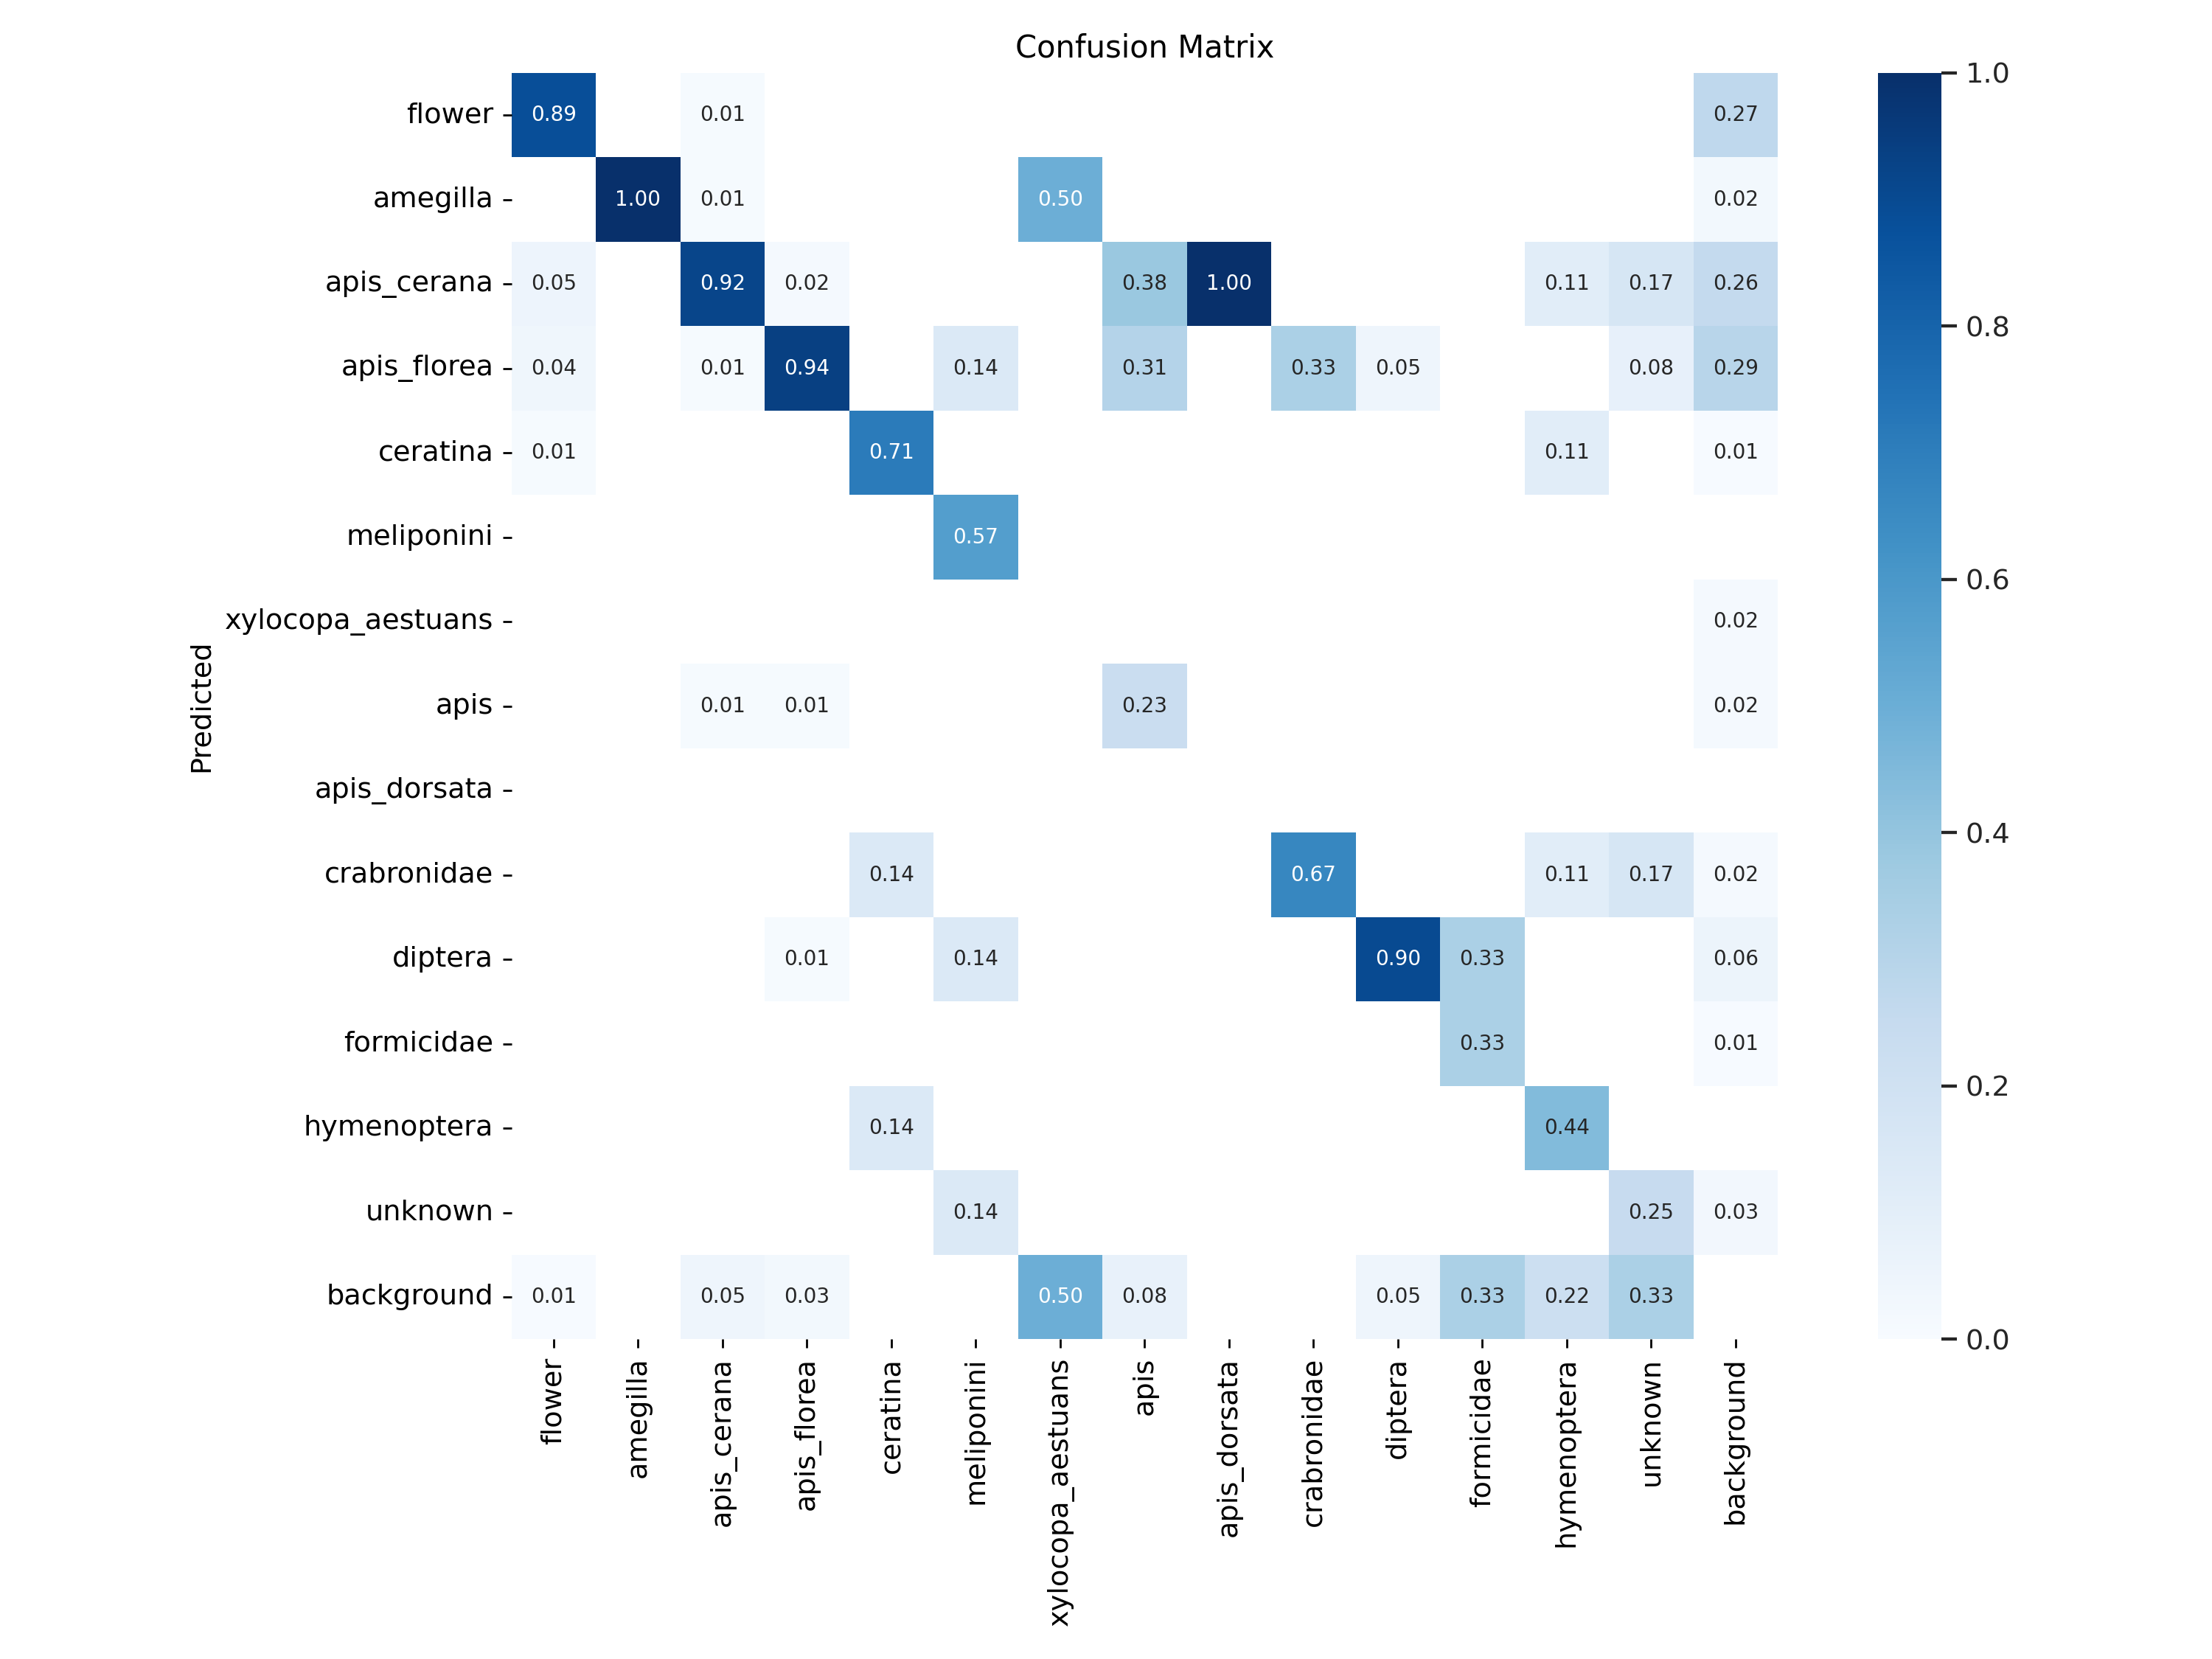 Confusion Matrix
flower 0.89 0.01 0.27
amegilla 1.00 0.01 0.50 0.02
apis_cerana 0.05 0.92 0.02 0.38 1.00 0.11 0.17 0.26
apis_florea 0.04 0.01 0.94 0.14 0.31 0.33 0.05 0.08 0.29
ceratina 0.01 0.71 0.11 0.01
meliponini 0.57
xylocopa_aestuans 0.02
apis 0.01 0.01 0.23 0.02
apis_dorsata
crabronidae 0.14 0.67 0.11 0.17 0.02
diptera 0.01 0.14 0.90 0.33 0.06
formicidae 0.33 0.01
hymenoptera 0.14 0.44
unknown 0.14 0.25 0.03
background 0.01 0.05 0.03 0.50 0.08 0.05 0.33 0.22 0.33
Predicted
flower
amegilla
apis_cerana
apis_florea
ceratina
meliponini
xylocopa_aestuans
apis
apis_dorsata
crabronidae
diptera
formicidae
hymenoptera
unknown
background
1.0
0.8
0.6
0.4
0.2
0.0